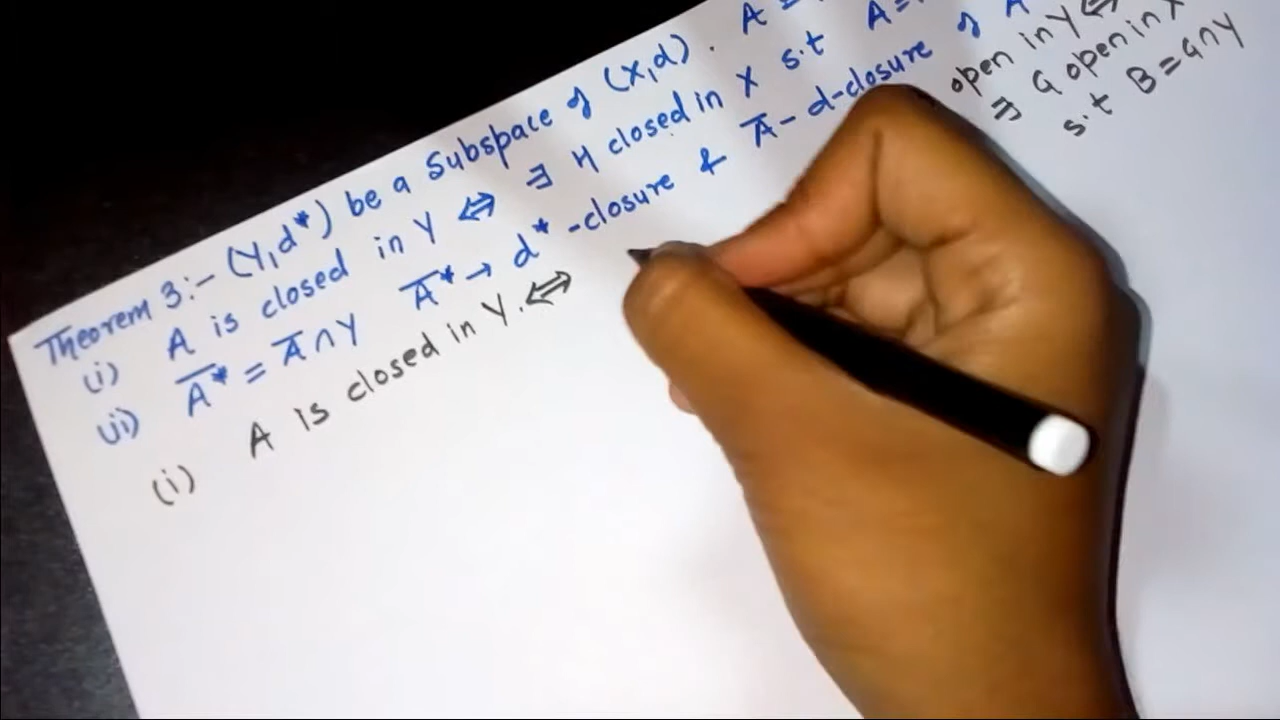 Theorem 3:- (Y,d*) be a Subspace of (X,d). A
(i) A is closed in Y ⇔ ∃ H closed in X s.t A=
(ii) A̅* = A̅∩Y A̅* → d* -closure & A̅ - d-closure of A
(i) A is closed in Y. ⇔
open in Y ⇔
∃ G open in X
s.t B = G∩Y